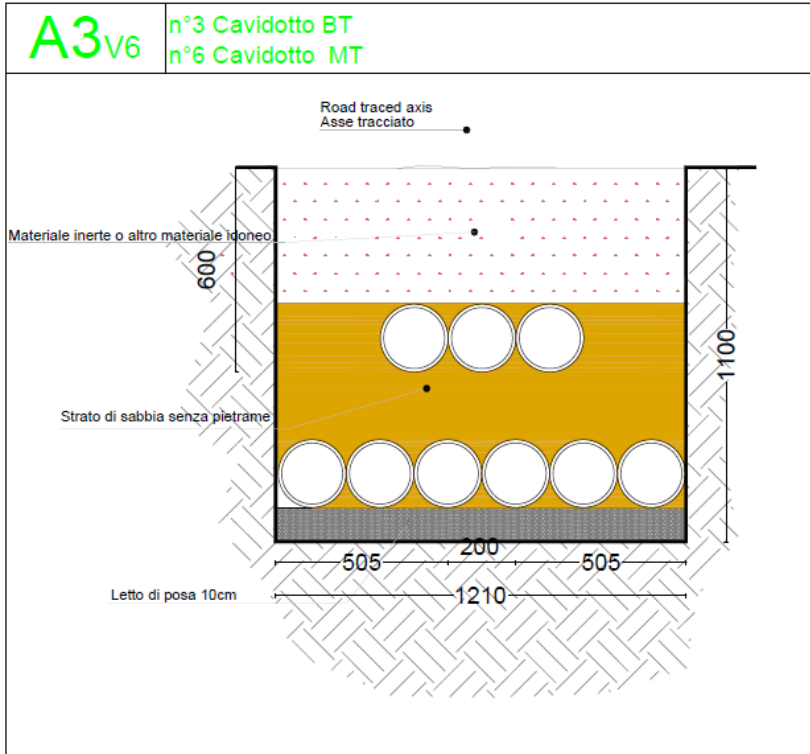 A3V6
n°3 Cavidotto BT
n°6 Cavidotto MT
Road traced axis
Asse tracciato
Materiale inerte o altro materiale idoneo
600
1100
Strato di sabbia senza pietrame
200
505
505
Letto di posa 10cm
1210